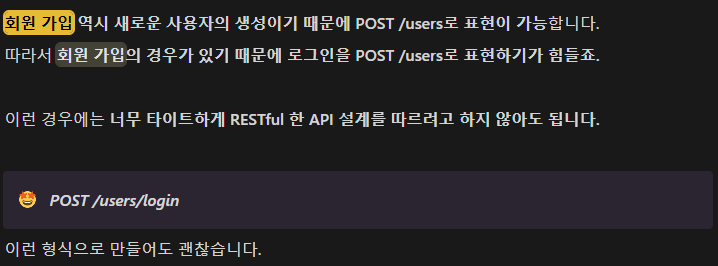 회원 가입 역시 새로운 사용자의 생성이기 때문에 POST /users로 표현이 가능합니다.
따라서 회원 가입의 경우가 있기 때문에 로그인을 POST /users로 표현하기가 힘들죠.
이런 경우에는 너무 타이트하게 RESTful 한 API 설계를 따르려고 하지 않아도 됩니다.
🤩 POST /users/login
이런 형식으로 만들어도 괜찮습니다.